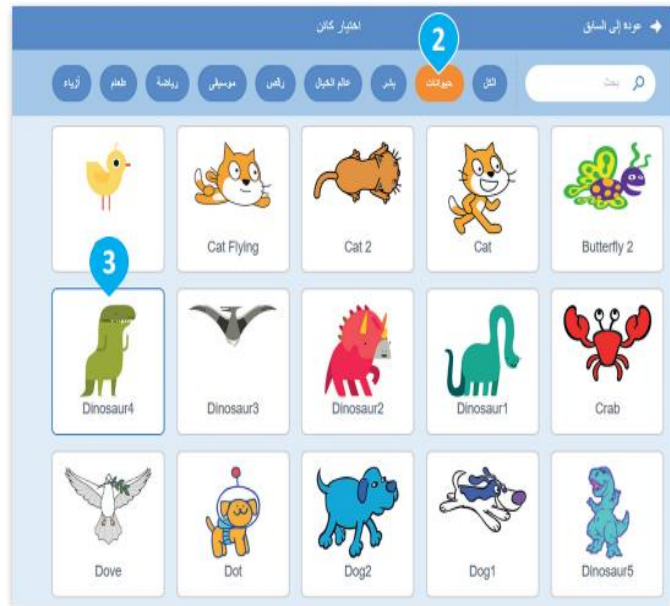 عودة إلى السابق
اختيار كائن
2
بحث
الكل حيوانات بشر عالم الخيال رقص موسيقى رياضة طعام أزياء
Butterfly 2 Cat Cat 2 Cat Flying
3
Crab Dinosaur1 Dinosaur2 Dinosaur3 Dinosaur4
Dinosaur5 Dog1 Dog2 Dot Dove